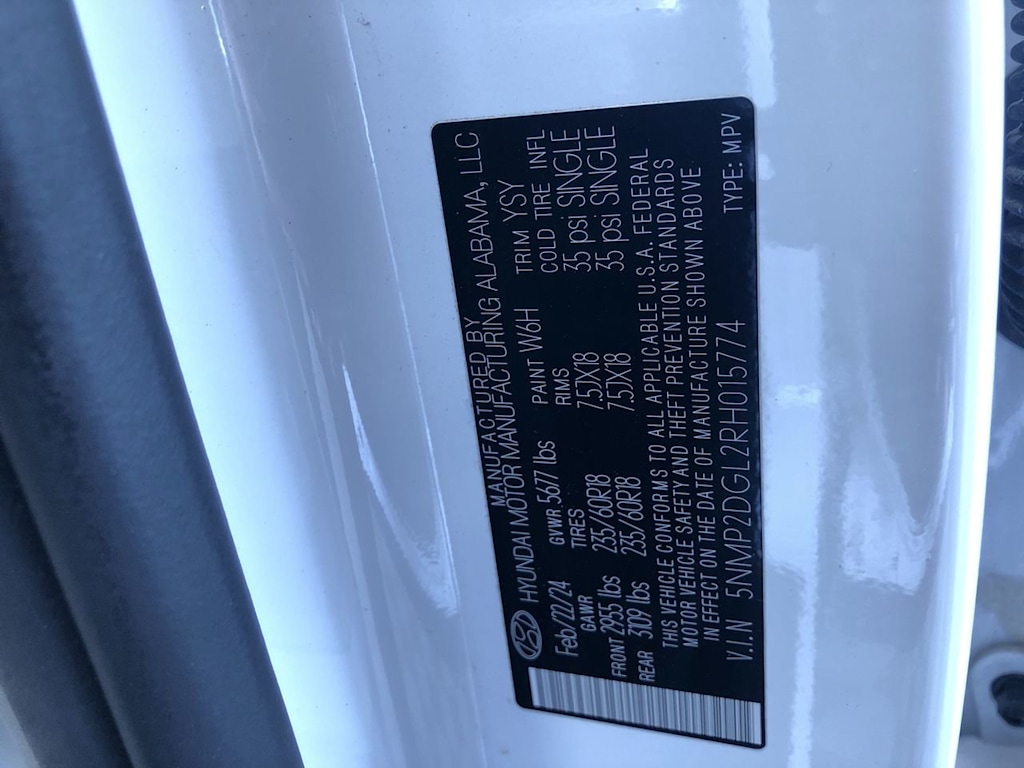 MANUFACTURED BY
HYUNDAI MOTOR MANUFACTURING ALABAMA, LLC
Feb/22/24 GVWR 5677 lbs PAINT W6H TRIM YSY
GAWR TIRES RIMS COLD TIRE INFL
FRONT 2955 lbs 235/60R18 7.5JX18 35 psi SINGLE
REAR 3109 lbs 235/60R18 7.5JX18 35 psi SINGLE
THIS VEHICLE CONFORMS TO ALL APPLICABLE U.S.A. FEDERAL
MOTOR VEHICLE SAFETY AND THEFT PREVENTION STANDARDS
IN EFFECT ON THE DATE OF MANUFACTURE SHOWN ABOVE
V.I.N 5NMP2DGL2RH015774 TYPE: MPV